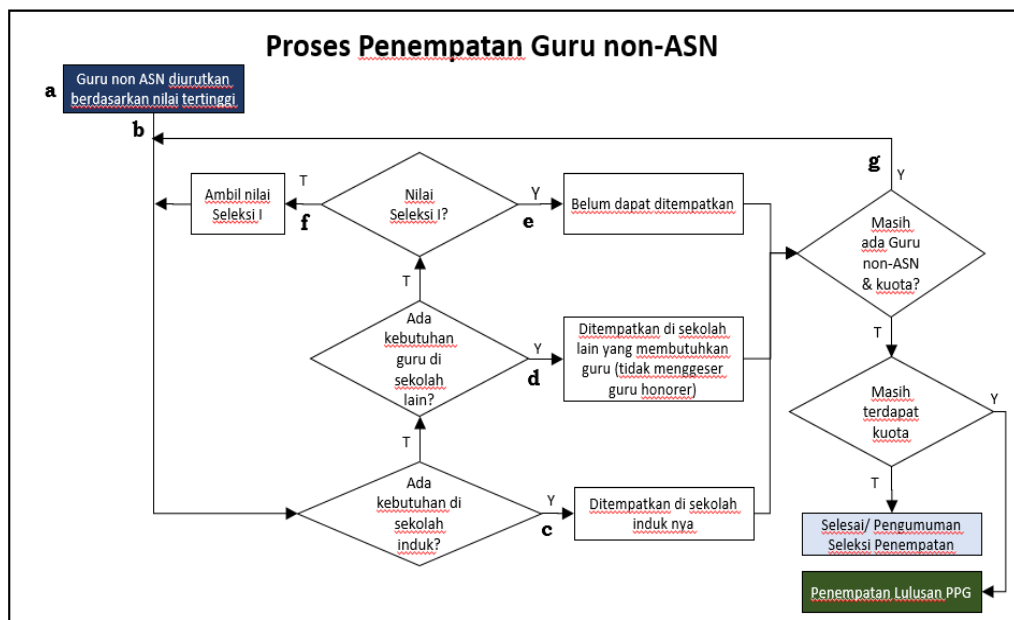 Proses Penempatan Guru non-ASN
a
Guru non ASN diurutkan
berdasarkan nilai tertinggi
b
g
Y
Ambil nilai
Seleksi I
T
f
Nilai
Seleksi I?
Y
e
Belum dapat ditempatkan
Masih
ada Guru
non-ASN
& kuota?
T
T
Ada
kebutuhan
guru di
sekolah
lain?
Y
d
Ditempatkan di sekolah
lain yang membutuhkan
guru (tidak menggeser
guru honorer)
Masih
terdapat
kuota
Y
T
T
Ada
kebutuhan di
sekolah
induk?
Y
c
Ditempatkan di sekolah
induk nya
Selesai/ Pengumuman
Seleksi Penempatan
Penempatan Lulusan PPG